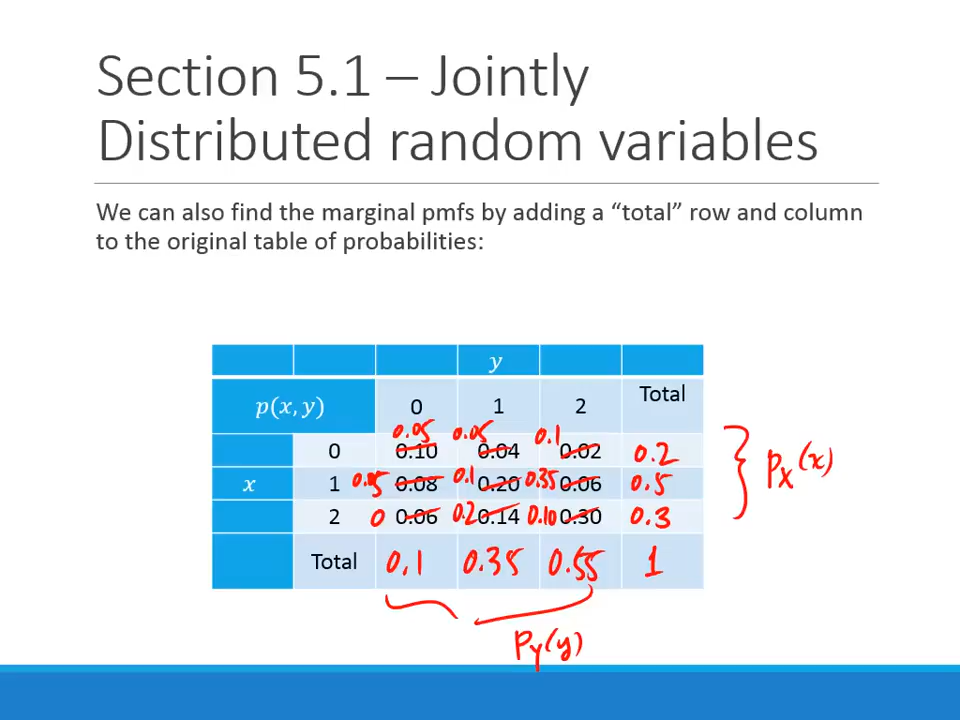 Section 5.1 – Jointly
Distributed random variables
We can also find the marginal pmfs by adding a “total” row and column
to the original table of probabilities:
y
p(x, y) 0 1 2 Total
0.05 0.05 0.1
0 0.10 0.04 0.02 0.2
x 1 0.05 0.08 0.1 0.20 0.35 0.06 0.5
2 0 0.06 0.2 0.14 0.10 0.30 0.3
Total 0.1 0.35 0.55 1
Px(x)
Py(y)